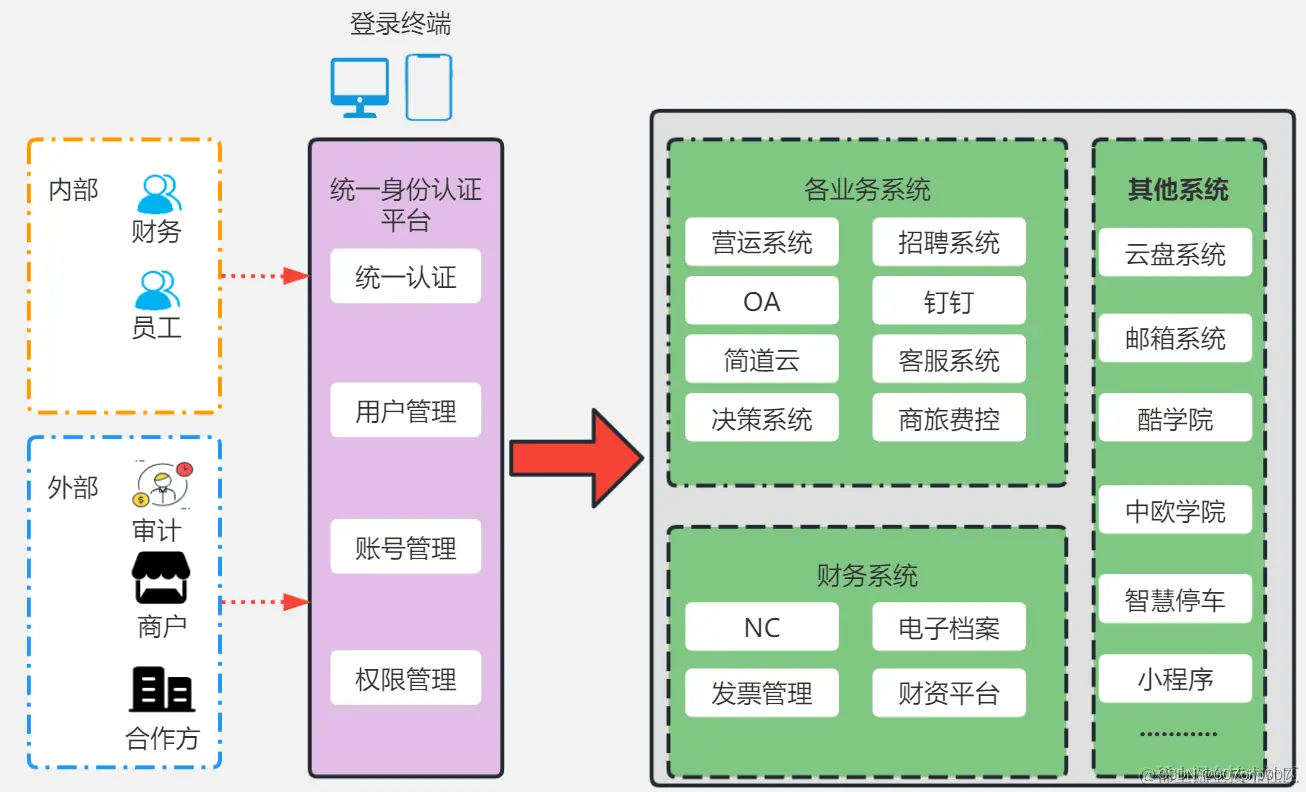 登录终端
内部
财务
员工
外部
审计
商户
合作方
统一身份认证
平台
统一认证
用户管理
账号管理
权限管理
各业务系统
营运系统
招聘系统
OA
钉钉
简道云
客服系统
决策系统
商旅费控
财务系统
NC
电子档案
发票管理
财资平台
其他系统
云盘系统
邮箱系统
酷学院
中欧学院
智慧停车
小程序
...........